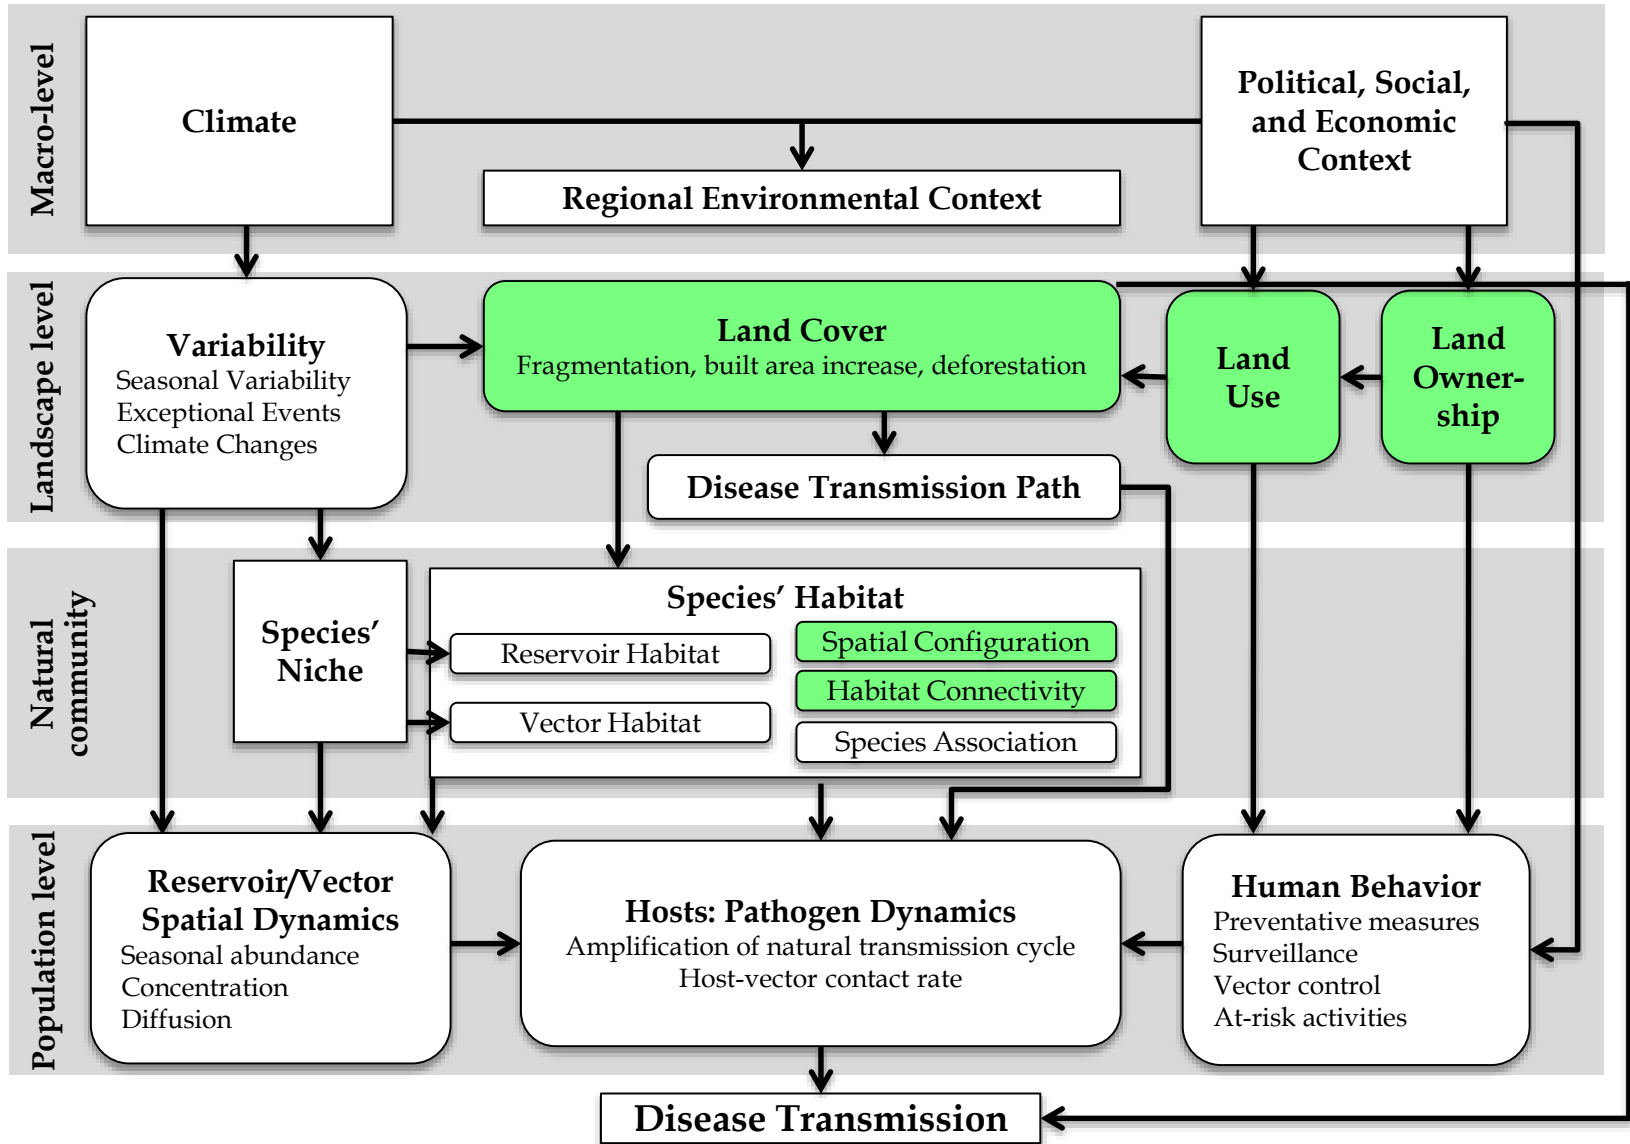 Macro-level
Climate
Political, Social,
and Economic
Context
Regional Environmental Context
Landscape level
Variability
Seasonal Variability
Exceptional Events
Climate Changes
Land Cover
Fragmentation, built area increase, deforestation
Land
Use
Land
Owner-
ship
Disease Transmission Path
Natural
community
Species’
Niche
Species’ Habitat
Reservoir Habitat
Vector Habitat
Spatial Configuration
Habitat Connectivity
Species Association
Population level
Reservoir/Vector
Spatial Dynamics
Seasonal abundance
Concentration
Diffusion
Hosts: Pathogen Dynamics
Amplification of natural transmission cycle
Host-vector contact rate
Human Behavior
Preventative measures
Surveillance
Vector control
At-risk activities
Disease Transmission